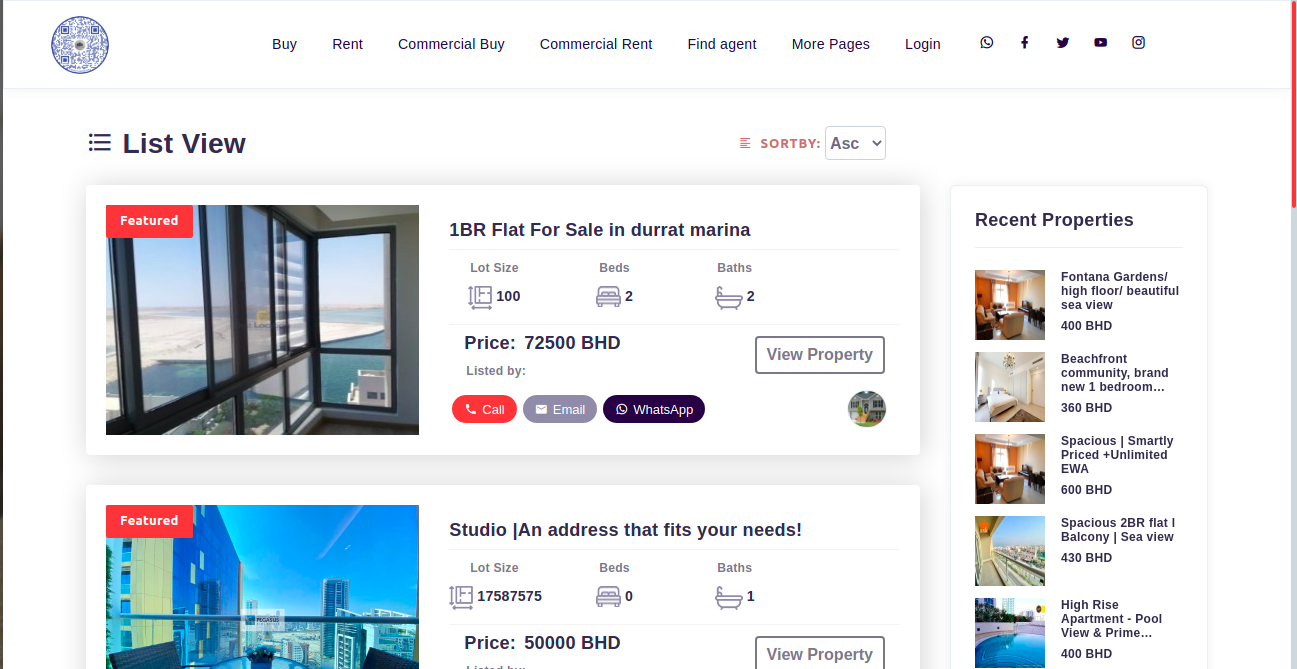 Buy Rent Commercial Buy Commercial Rent Find agent More Pages Login
List View
SORTBY: Asc
Featured
1BR Flat For Sale in durrat marina
Lot Size Beds Baths
100 2 2
Price: 72500 BHD
View Property
Listed by:
Call Email WhatsApp
Featured
Studio |An address that fits your needs!
Lot Size Beds Baths
17587575 0 1
PEGASUS
Price: 50000 BHD
View Property
Listed by:
Recent Properties
Fontana Gardens/
high floor/ beautiful
sea view
400 BHD
Beachfront
community, brand
new 1 bedroom...
360 BHD
Spacious | Smartly
Priced +Unlimited
EWA
600 BHD
Spacious 2BR flat l
Balcony | Sea view
430 BHD
High Rise
Apartment - Pool
View & Prime...
400 BHD